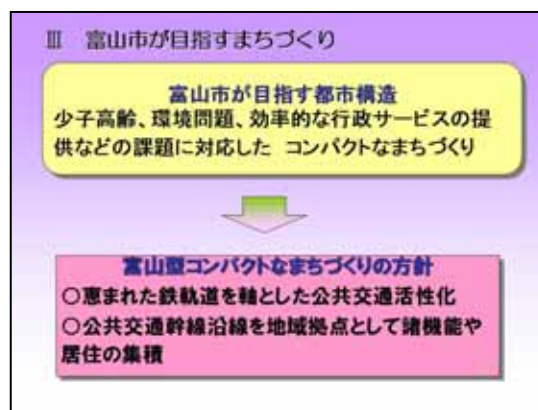 Ⅲ 富山市が目指すまちづくり
富山市が目指す都市構造
少子高齢、環境問題、効率的な行政サービスの提
供などの課題に対応した コンパクトなまちづくり
富山型コンパクトなまちづくりの方針
○恵まれた鉄軌道を軸とした公共交通活性化
○公共交通幹線沿線を地域拠点として諸機能や
居住の集積